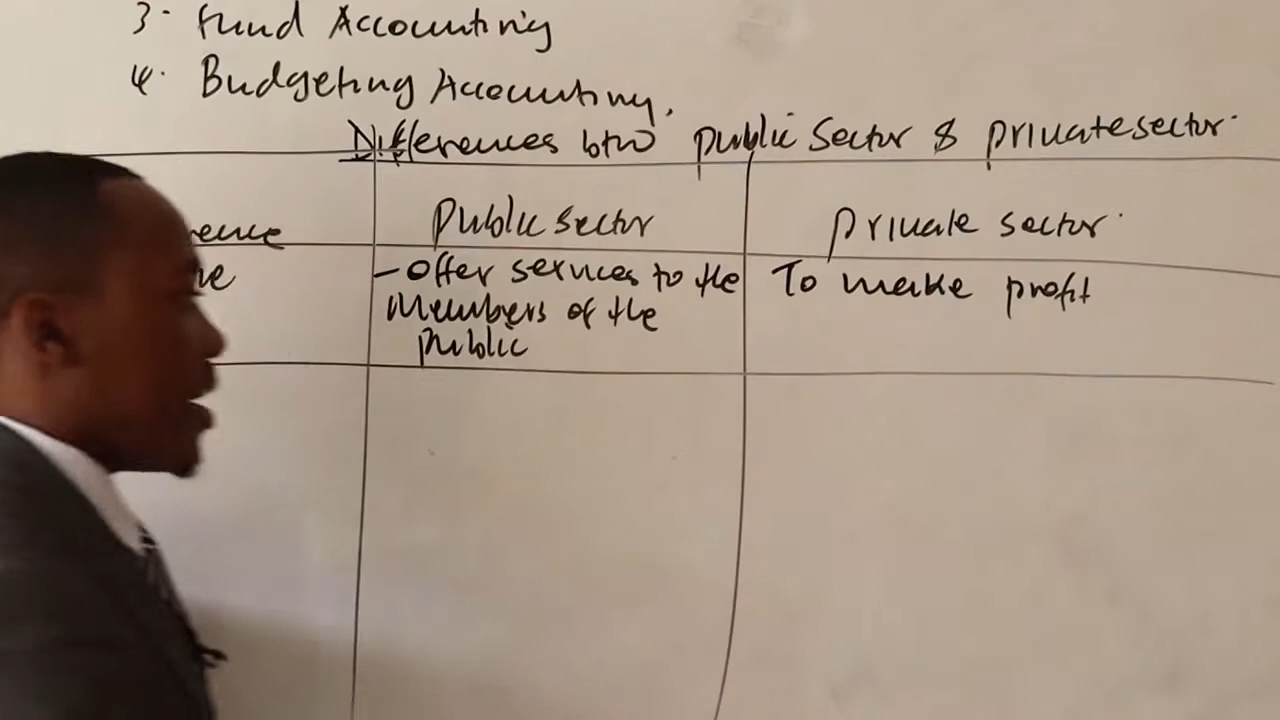 3. Fund Accounting
4. Budgeting Accounting.
Differences btw public Sector & private sector.
Public sector
private sector.
- Offer services to the
Members of the
public
To make profit